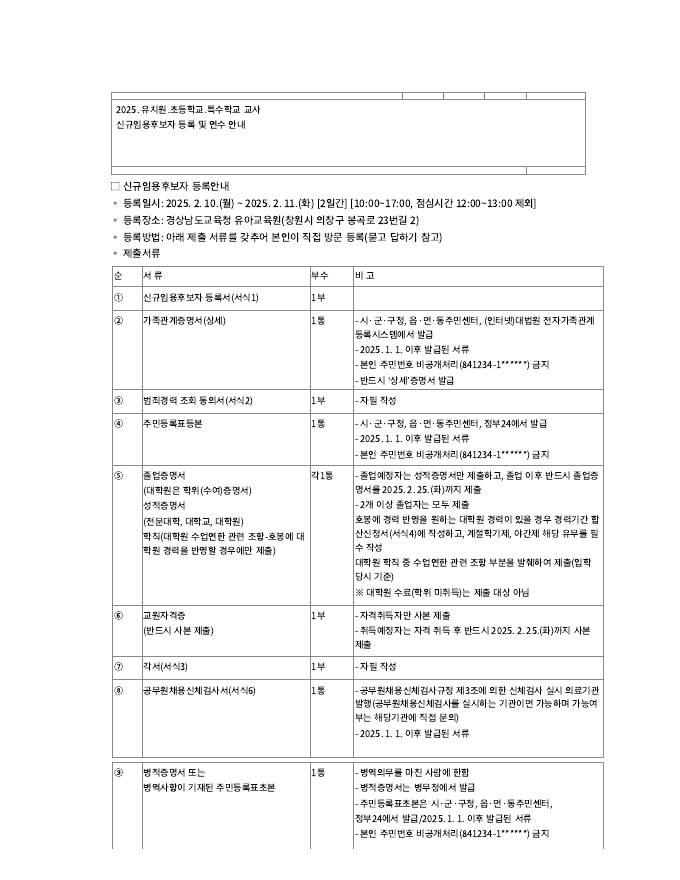 2025. 유치원.초등학교.특수학교 교사
신규임용후보자 등록 및 연수 안내
□ 신규임용후보자 등록안내
◦ 등록일시: 2025. 2. 10.(월) ~ 2025. 2. 11.(화) [2일간] [10:00~17:00, 점심시간 12:00~13:00 제외]
◦ 등록장소: 경상남도교육청 유아교육원(창원시 의창구 봉곡로 23번길 2)
◦ 등록방법: 아래 제출 서류를 갖추어 본인이 직접 방문 등록(묻고 답하기 참고)
◦ 제출서류
순 서 류 부수 비 고
① 신규임용후보자 등록서(서식1) 1부
② 가족관계증명서(상세) 1통 - 시·군·구청, 읍·면·동주민센터, (인터넷)대법원 전자가족관계
등록시스템에서 발급
- 2025. 1. 1. 이후 발급된 서류
- 본인 주민번호 비공개처리(841234-1******) 금지
- 반드시 '상세'증명서 발급
③ 범죄경력 조회 동의서(서식2) 1부 - 자필 작성
④ 주민등록표등본 1통 - 시·군·구청, 읍·면·동주민센터, 정부24에서 발급
- 2025. 1. 1. 이후 발급된 서류
- 본인 주민번호 비공개처리(841234-1******) 금지
⑤ 졸업증명서 각1통 - 졸업예정자는 성적증명서만 제출하고, 졸업 이후 반드시 졸업증
(대학원은 학위(수여)증명서) 명서를 2025. 2. 25.(화)까지 제출
성적증명서 - 2개 이상 졸업자는 모두 제출
(전문대학, 대학교, 대학원) 호봉에 경력 반영을 원하는 대학원 경력이 있을 경우 경력기간 합
학칙(대학원 수업연한 관련 조항-호봉에 대 산신청서(서식4)에 작성하고, 계절학기제, 야간제 해당 유무를 필
학원 경력을 반영할 경우에만 제출) 수 작성
대학원 학칙 중 수업연한 관련 조항 부분을 발췌하여 제출(입학
당시 기준)
※ 대학원 수료(학위 미취득)는 제출 대상 아님
⑥ 교원자격증 1부 - 자격취득자만 사본 제출
(반드시 사본 제출) - 취득예정자는 자격 취득 후 반드시 2025. 2. 25.(화)까지 사본
제출
⑦ 각서(서식3) 1부 - 자필 작성
⑧ 공무원채용신체검사서(서식6) 1통 - 공무원채용신체검사규정 제3조에 의한 신체검사 실시 의료기관
발행(공무원채용신체검사를 실시하는 기관이면 가능하며 가능여
부는 해당기관에 직접 문의)
- 2025. 1. 1. 이후 발급된 서류
⑨ 병적증명서 또는 1통 - 병역의무를 마친 사람에 한함
병역사항이 기재된 주민등록표초본 - 병적증명서는 병무청에서 발급
- 주민등록표초본은 시·군·구청, 읍·면·동주민센터,
정부24에서 발급/2025. 1. 1. 이후 발급된 서류
- 본인 주민번호 비공개처리(841234-1******) 금지